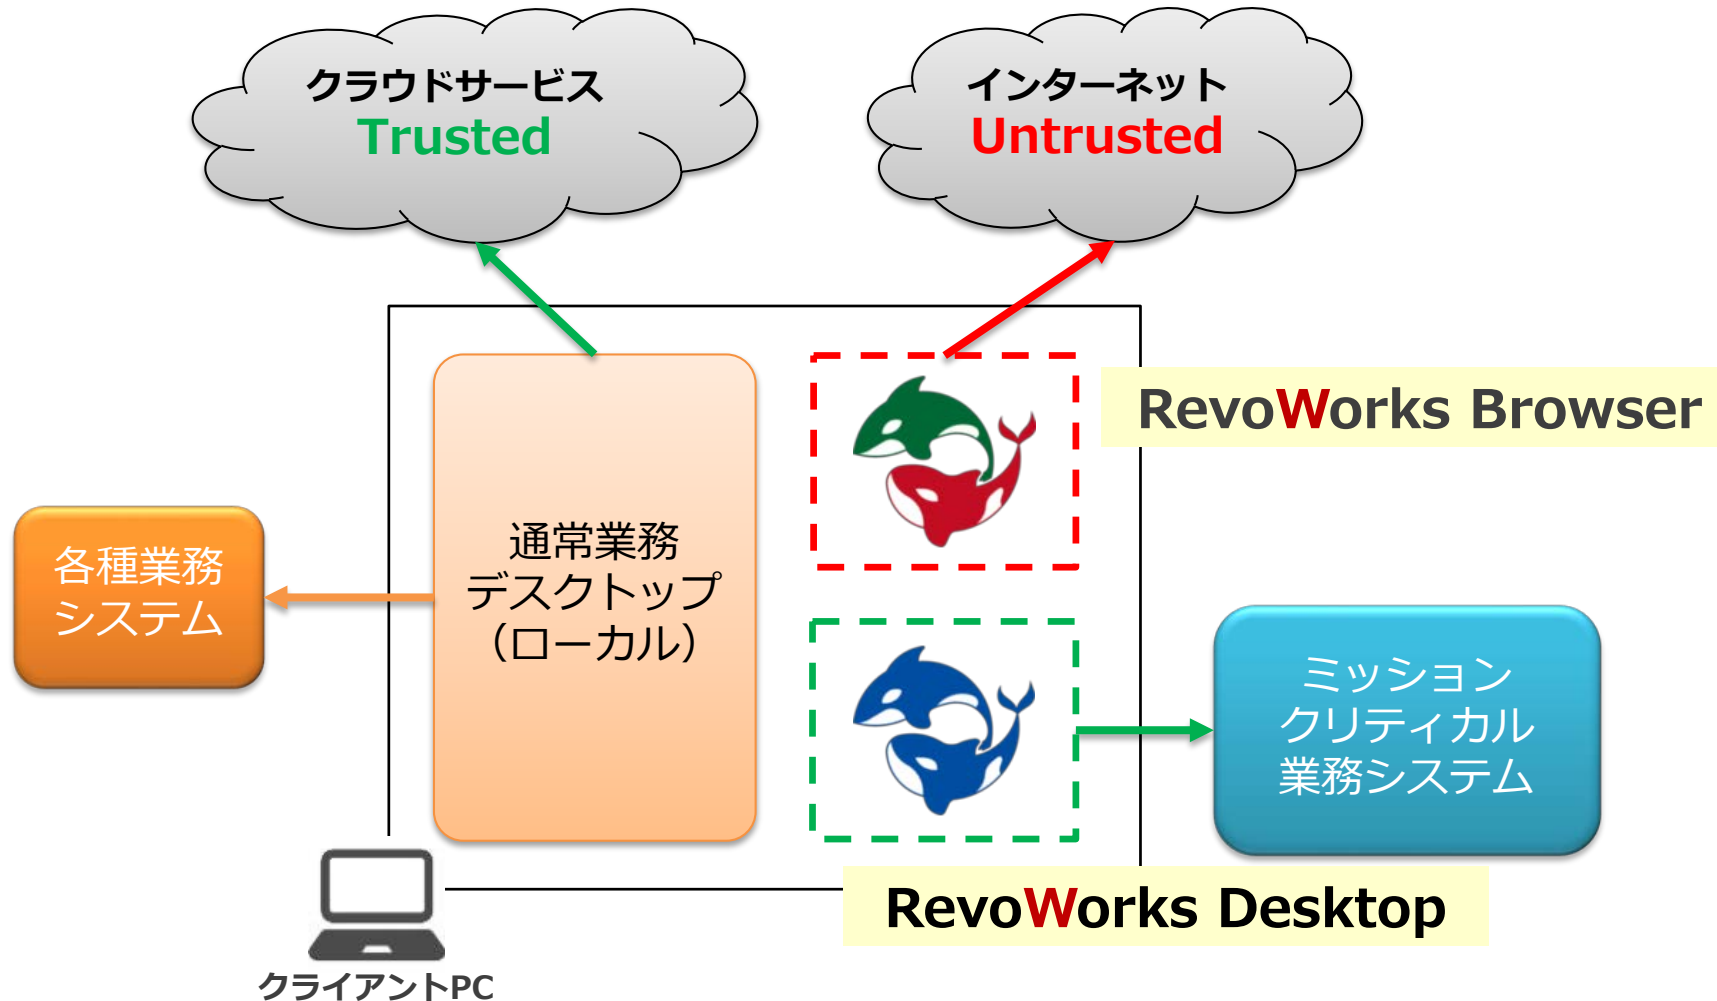 クラウドサービス
Trusted
インターネット
Untrusted
RevoWorks Browser
通常業務
デスクトップ
（ローカル）
各種業務
システム
ミッション
クリティカル
業務システム
RevoWorks Desktop
クライアントPC